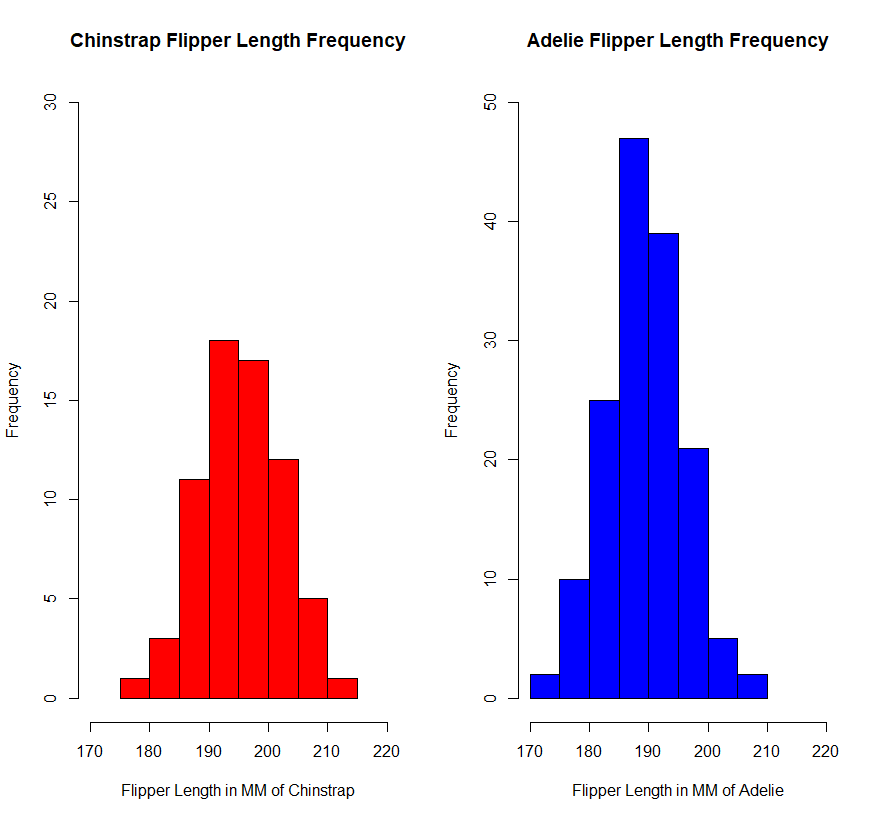 Chinstrap Flipper Length Frequency
30
25
20
15
10
5
0
Frequency
170 180 190 200 210 220
Flipper Length in MM of Chinstrap
Adelie Flipper Length Frequency
50
40
30
20
10
0
Frequency
170 180 190 200 210 220
Flipper Length in MM of Adelie